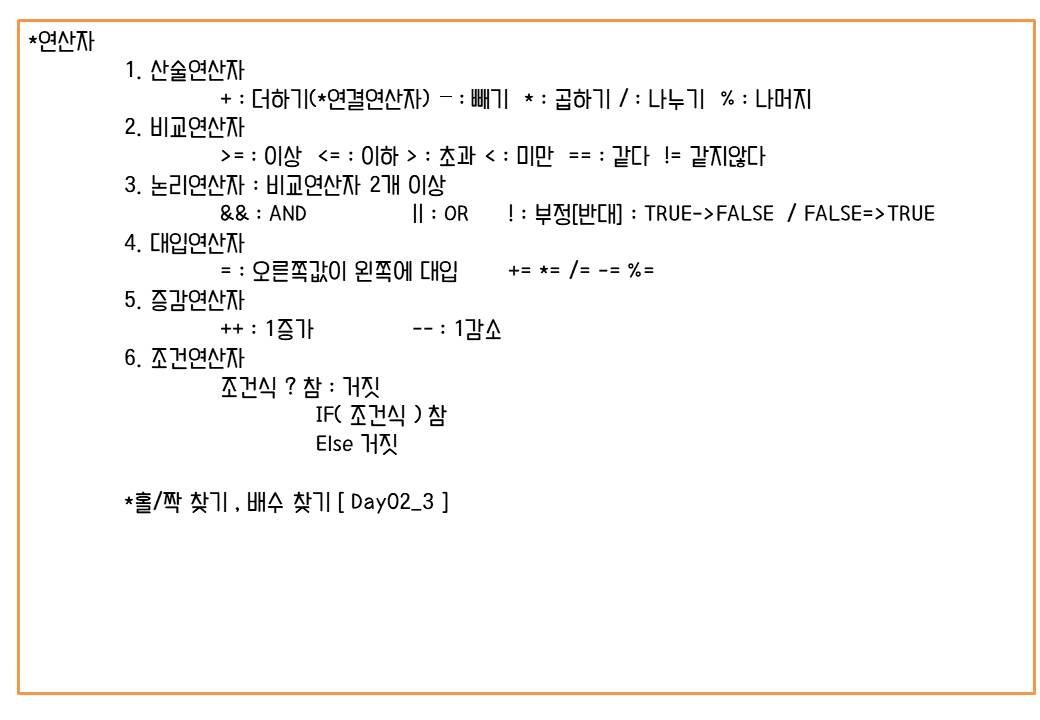 *연산자
1. 산술연산자
+ : 더하기(*연결연산자) – : 빼기 * : 곱하기 / : 나누기 % : 나머지
2. 비교연산자
>= : 이상 <= : 이하 > : 초과 < : 미만 == : 같다 != 같지않다
3. 논리연산자 : 비교연산자 2개 이상
&& : AND || : OR ! : 부정[반대] : TRUE->FALSE / FALSE=>TRUE
4. 대입연산자
= : 오른쪽값이 왼쪽에 대입 += *= /= -= %=
5. 증감연산자
++ : 1증가 -- : 1감소
6. 조건연산자
조건식 ? 참 : 거짓
IF( 조건식 ) 참
Else 거짓
*홀/짝 찾기 , 배수 찾기 [ Day02_3 ]